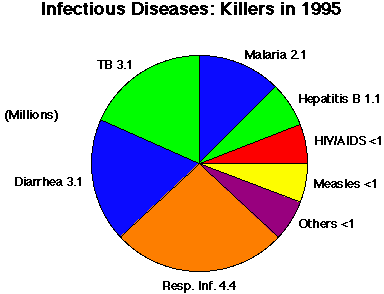 Infectious Diseases: Killers in 1995
Malaria 2.1
TB 3.1
Hepatitis B 1.1
(Millions)
HIV/AIDS <1
Diarrhea 3.1
Measles <1
Others <1
Resp. Inf. 4.4